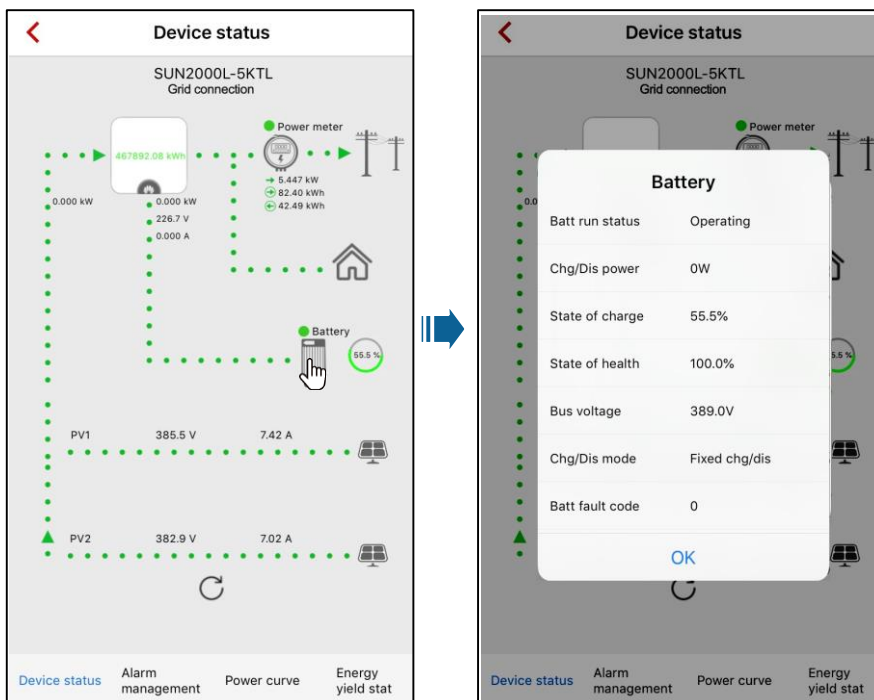 Device status
SUN2000L-5KTL
Grid connection
Power meter
467892.08 kWh
5.447 kW
82.40 kWh
42.49 kWh
0.000 kW
0.000 kW
226.7 V
0.000 A
Battery
55.5 %
PV1 385.5 V 7.42 A
PV2 382.9 V 7.02 A
Device status
Alarm
management
Power curve
Energy
yield stat
Device status
SUN2000L-5KTL
Grid connection
Power meter
0.0
Battery
Batt run status Operating
Chg/Dis power 0W
State of charge 55.5%
State of health 100.0%
Bus voltage 389.0V
Chg/Dis mode Fixed chg/dis
Batt fault code 0
OK
5.5 %
Device status
Alarm
management
Power curve
Energy
yield stat